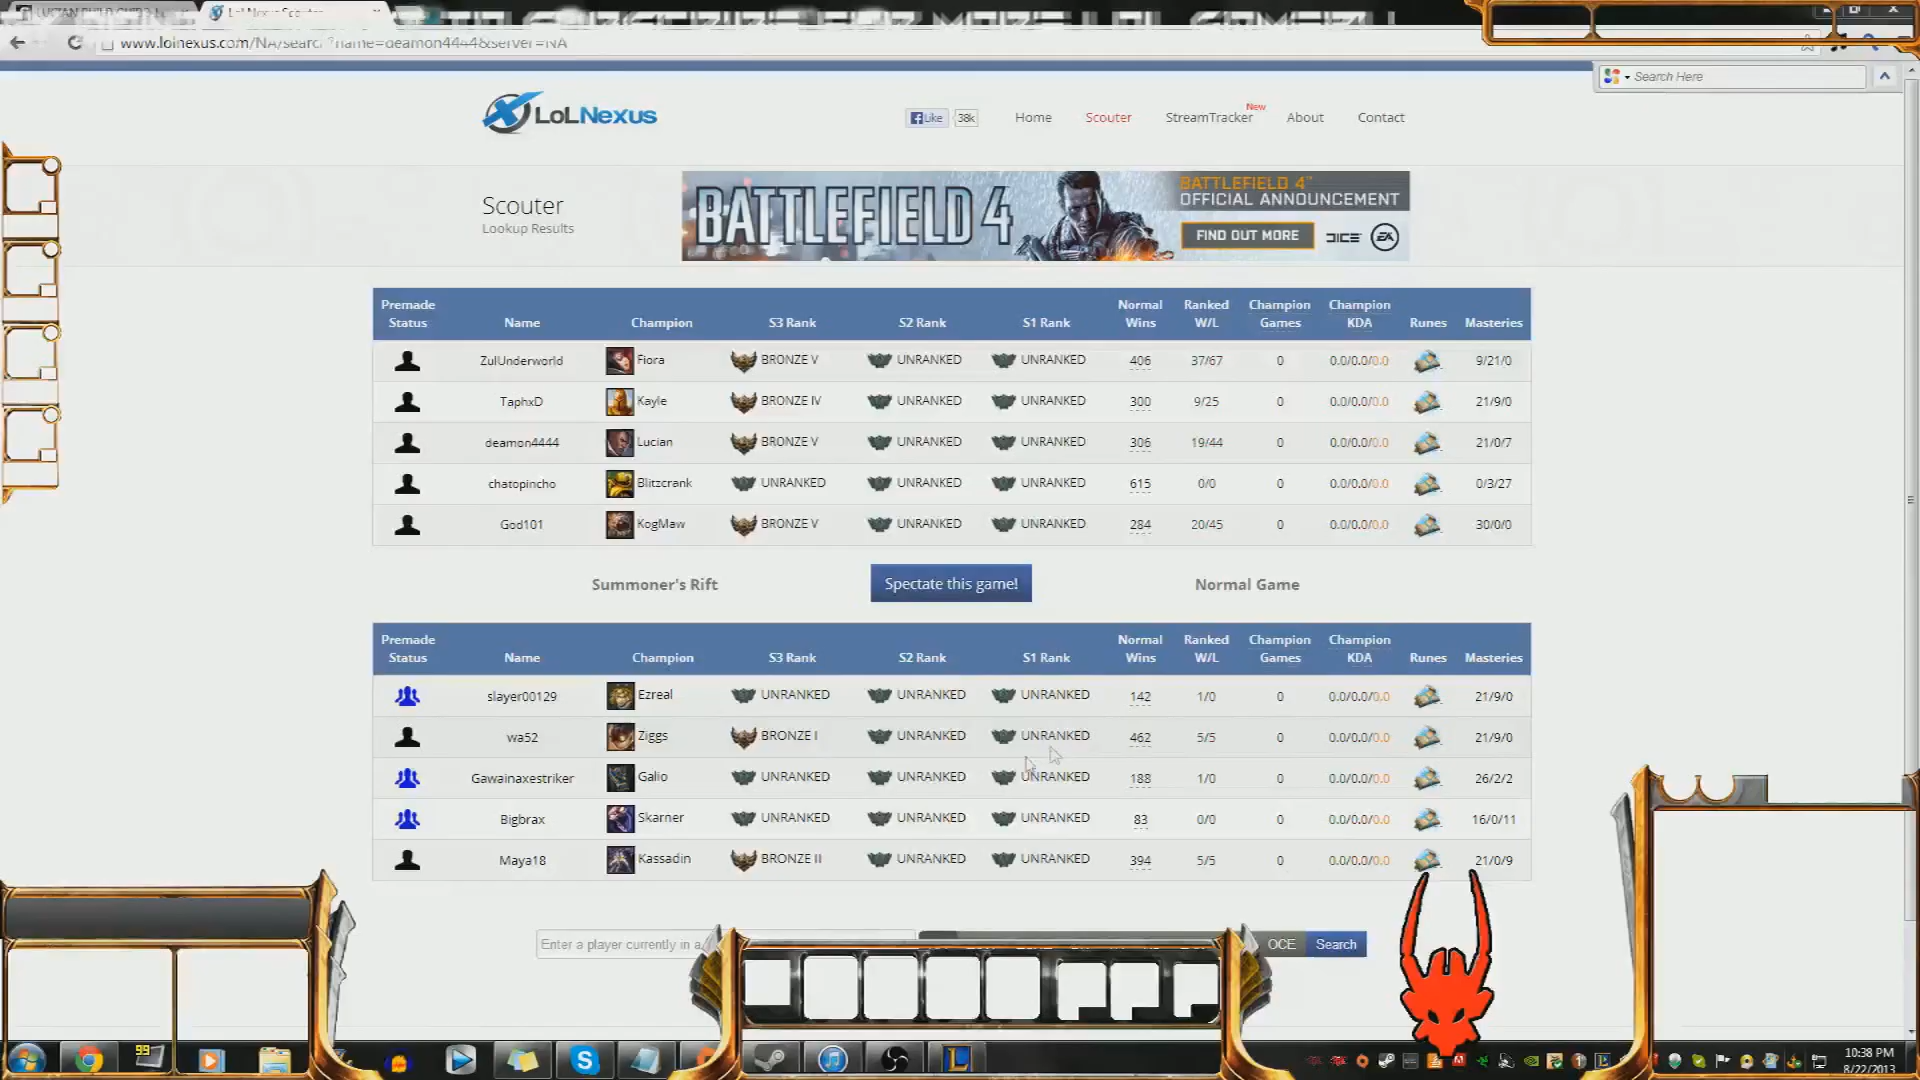 LoL Nexus Scouter
www.lolnexus.com/NA/search?name=deamon4444&server=NA
Search Here
LoLNexus
Like 38k Home Scouter StreamTracker New About Contact
Scouter
Lookup Results
BATTLEFIELD 4
BATTLEFIELD 4™
OFFICIAL ANNOUNCEMENT
FIND OUT MORE DICE EA
Premade Status Name Champion S3 Rank S2 Rank S1 Rank Normal Wins Ranked W/L Champion Games Champion KDA Runes Masteries
ZulUnderworld Fiora BRONZE V UNRANKED UNRANKED 406 37/67 0 0.0/0.0/0.0 9/21/0
TaphxD Kayle BRONZE IV UNRANKED UNRANKED 300 9/25 0 0.0/0.0/0.0 21/9/0
deamon4444 Lucian BRONZE V UNRANKED UNRANKED 306 19/44 0 0.0/0.0/0.0 21/0/7
chatopincho Blitzcrank UNRANKED UNRANKED UNRANKED 615 0/0 0 0.0/0.0/0.0 0/3/27
God101 KogMaw BRONZE V UNRANKED UNRANKED 284 20/45 0 0.0/0.0/0.0 30/0/0
Summoner's Rift Spectate this game! Normal Game
Premade Status Name Champion S3 Rank S2 Rank S1 Rank Normal Wins Ranked W/L Champion Games Champion KDA Runes Masteries
slayer00129 Ezreal UNRANKED UNRANKED UNRANKED 142 1/0 0 0.0/0.0/0.0 21/9/0
wa52 Ziggs BRONZE I UNRANKED UNRANKED 462 5/5 0 0.0/0.0/0.0 21/9/0
Gawainaxestriker Galio UNRANKED UNRANKED UNRANKED 188 1/0 0 0.0/0.0/0.0 26/2/2
Bigbrax Skarner UNRANKED UNRANKED UNRANKED 83 0/0 0 0.0/0.0/0.0 16/0/11
Maya18 Kassadin BRONZE II UNRANKED UNRANKED 394 5/5 0 0.0/0.0/0.0 21/0/9
Enter a player currently in a OCE Search
99
10:38 PM
8/22/2013